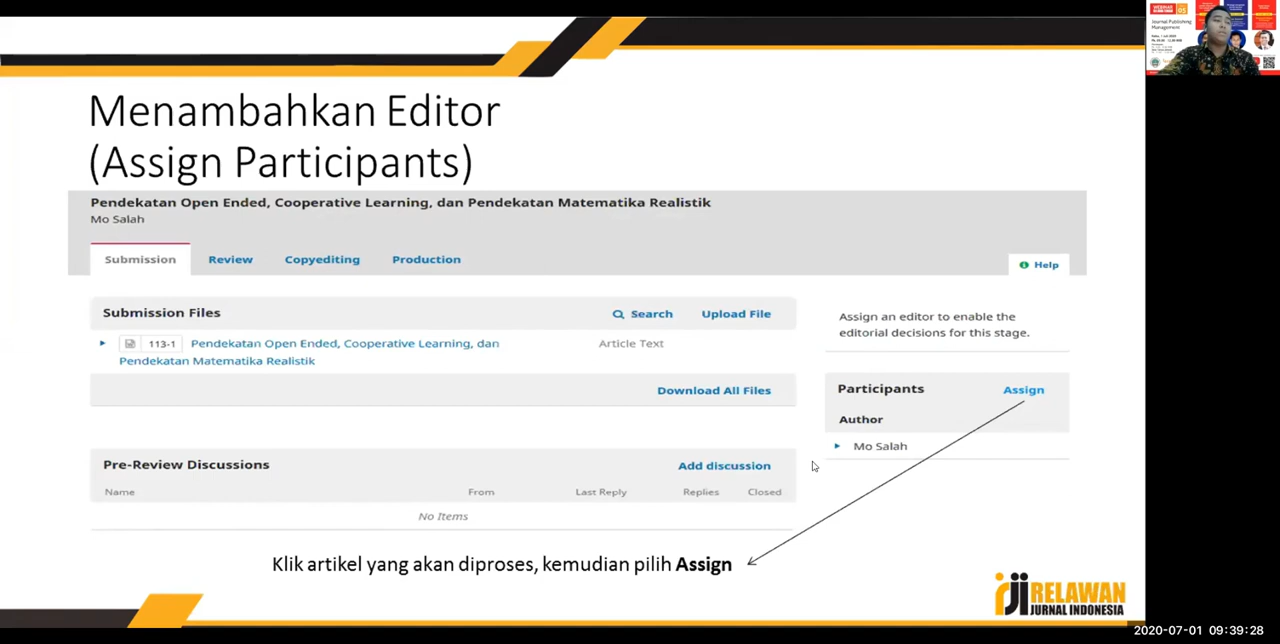 Menambahkan Editor
(Assign Participants)
Pendekatan Open Ended, Cooperative Learning, dan Pendekatan Matematika Realistik
Mo Salah
Submission Review Copyediting Production
Help
Submission Files Search Upload File
113-1 Pendekatan Open Ended, Cooperative Learning, dan Article Text
Pendekatan Matematika Realistik
Download All Files
Pre-Review Discussions Add discussion
Name From Last Reply Replies Closed
No Items
Assign an editor to enable the
editorial decisions for this stage.
Participants Assign
Author
Mo Salah
Klik artikel yang akan diproses, kemudian pilih Assign
RELAWAN
JURNAL INDONESIA
Journal Publishing
Management
2020-07-01 09:39:28